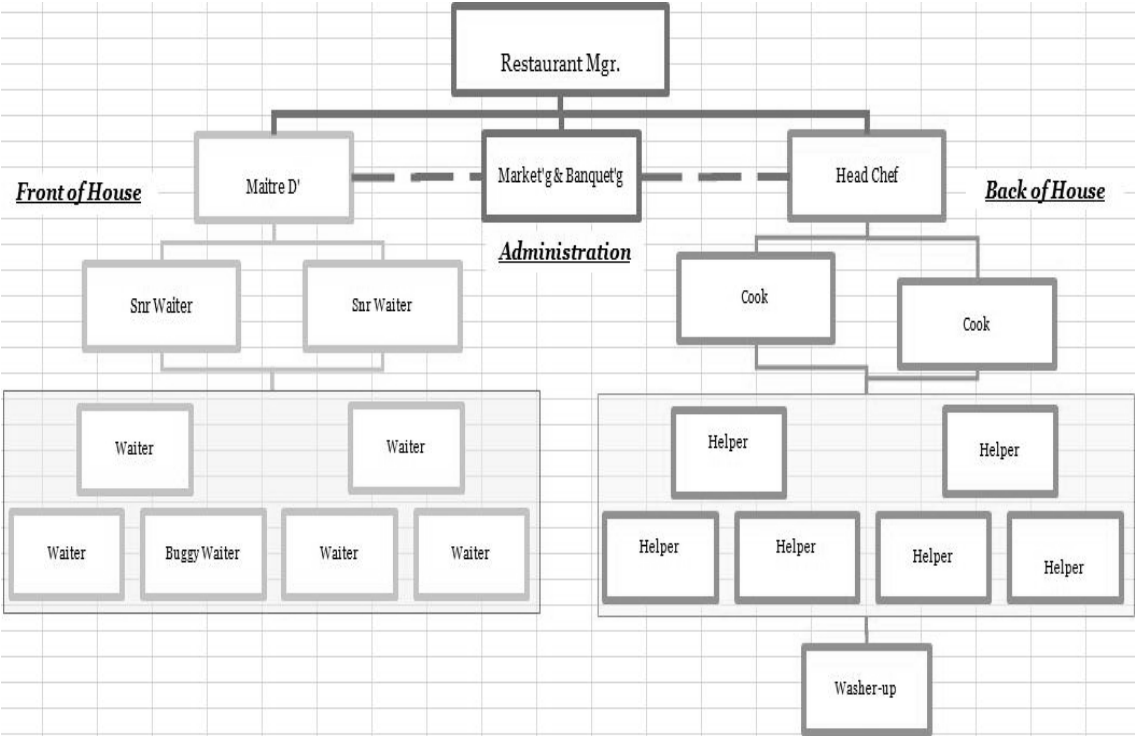 Restaurant Mgr.
Maitre D'
Market'g & Banquet'g
Head Chef
Front of House
Back of House
Administration
Snr Waiter
Snr Waiter
Cook
Cook
Waiter
Waiter
Helper
Helper
Waiter
Buggy Waiter
Waiter
Waiter
Helper
Helper
Helper
Helper
Washer-up